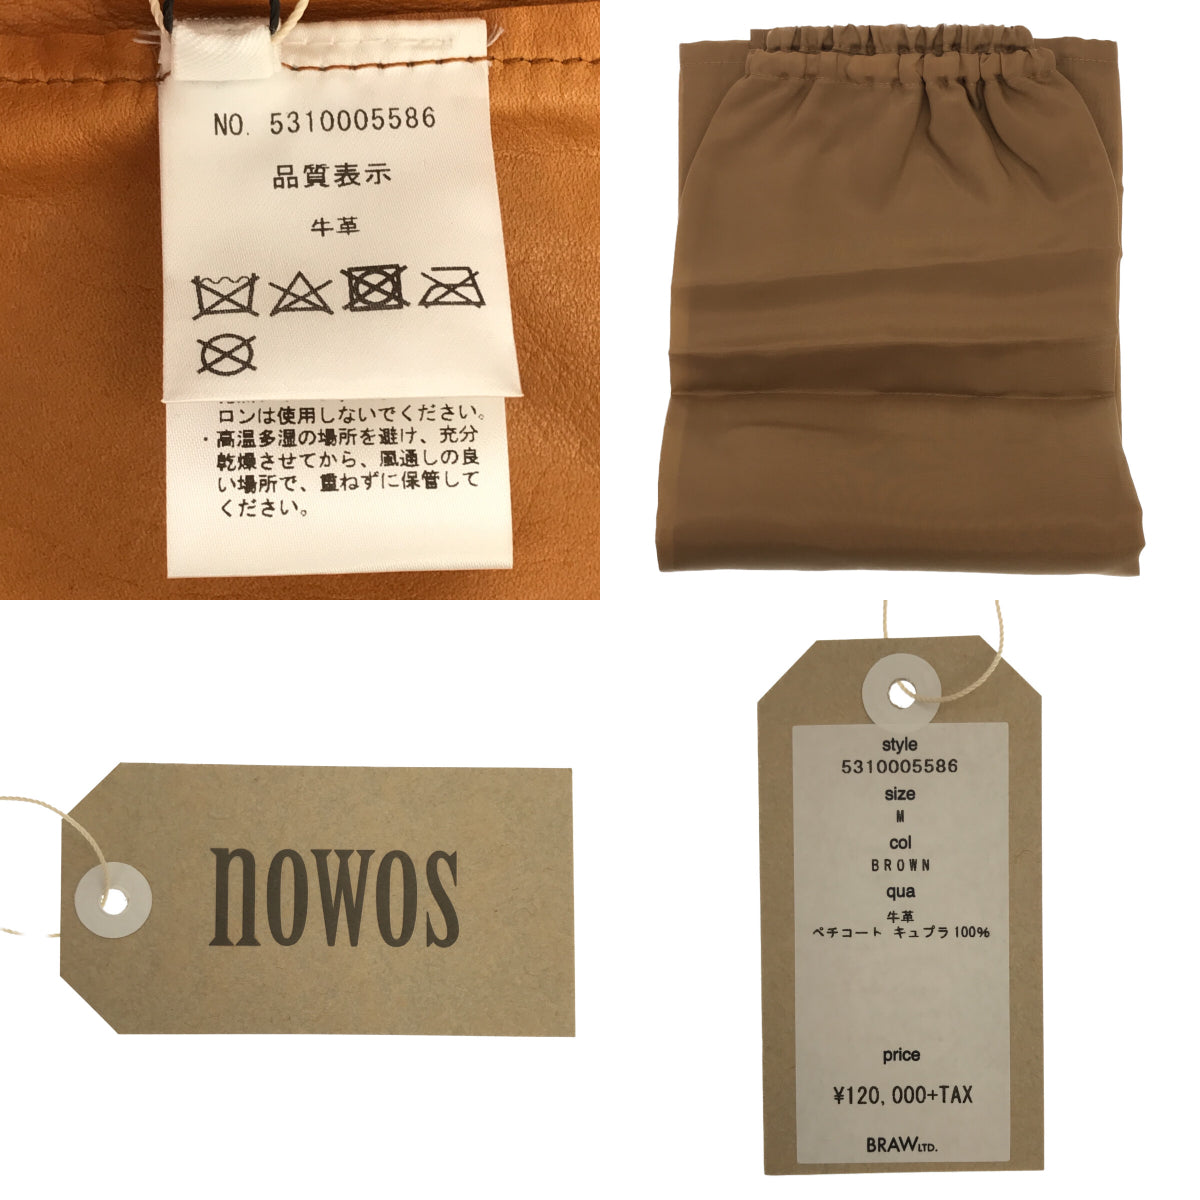 NO. 5310005586
品質表示
牛革
ロンは使用しないでください。
・高温多湿の場所を避け、充分
乾燥させてから、風通しの良
い場所で、重ねずに保管して
ください。
nowos
style
5310005586
size
M
col
BROWN
qua
牛革
ペチコート キュプラ100%
price
¥120,000+TAX
BRAW LTD.